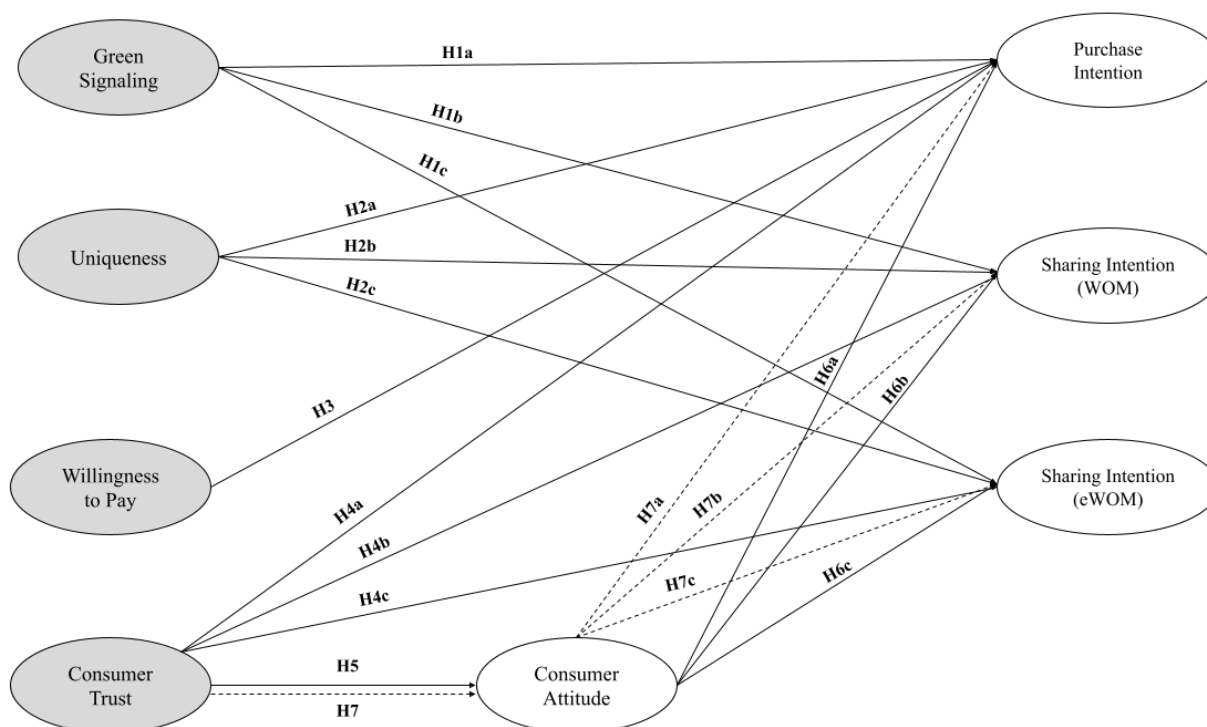 Green
Signaling
H1a
Purchase
Intention
H1b
H1c
Uniqueness
H2a
H2b
H2c
Sharing Intention
(WOM)
H3
H6a
H6b
Willingness
to Pay
Sharing Intention
(eWOM)
H4a
H4b
H4c
H7a
H7b
H7c
H6c
Consumer
Trust
H5
H7
Consumer
Attitude